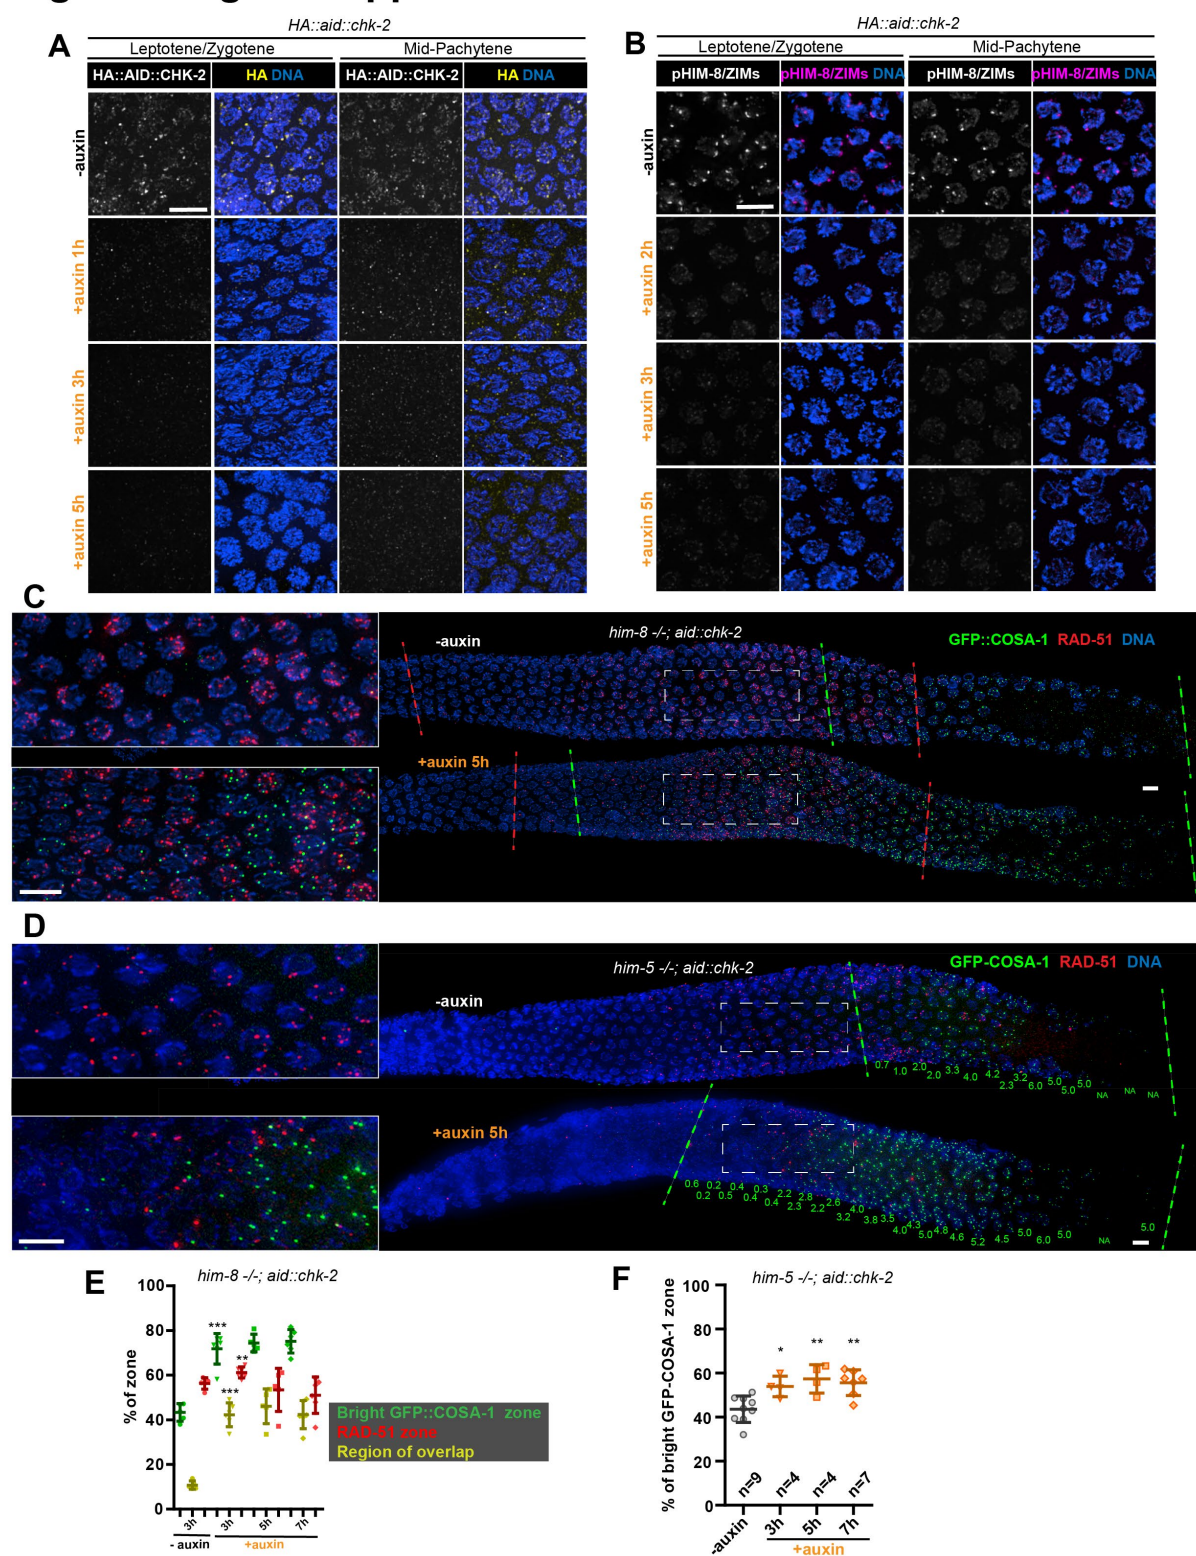 A
HA::aid::chk-2
Leptotene/Zygotene
Mid-Pachytene
HA::AID::CHK-2
HA DNA
HA::AID::CHK-2
HA DNA
-auxin
+auxin 1h
+auxin 3h
+auxin 5h
B
HA::aid::chk-2
Leptotene/Zygotene
Mid-Pachytene
pHIM-8/ZIMs
pHIM-8/ZIMs DNA
pHIM-8/ZIMs
pHIM-8/ZIMs DNA
-auxin
+auxin 2h
+auxin 3h
+auxin 5h
C
-auxin
him-8 -/-; aid::chk-2
GFP::COSA-1 RAD-51 DNA
+auxin 5h
D
him-5 -/-; aid::chk-2
GFP-COSA-1 RAD-51 DNA
-auxin
0.7 1.0 2.0 2.0 3.3 4.0 4.2 2.3 3.2 6.0 5.0 5.0 5.0 NA NA NA
+auxin 5h
0.6 0.2 0.2 0.5 0.4 0.4 0.3 0.4 2.2 2.3 2.8 2.2 2.6 3.2 4.0 3.8 3.5 4.0 4.3 5.0 4.8 4.6 5.2 4.5 5.0 6.0 5.0 NA 5.0
E
him-8 -/-; aid::chk-2
% of zone
100
80
60
40
20
0
***
***
**
Bright GFP::COSA-1 zone
RAD-51 zone
Region of overlap
3h
3h
5h
7h
- auxin
+auxin
F
him-5 -/-; aid::chk-2
% of bright GFP-COSA-1 zone
100
80
60
40
20
0
*
**
**
n=9
n=4
n=4
n=7
-auxin
3h
5h
7h
+auxin